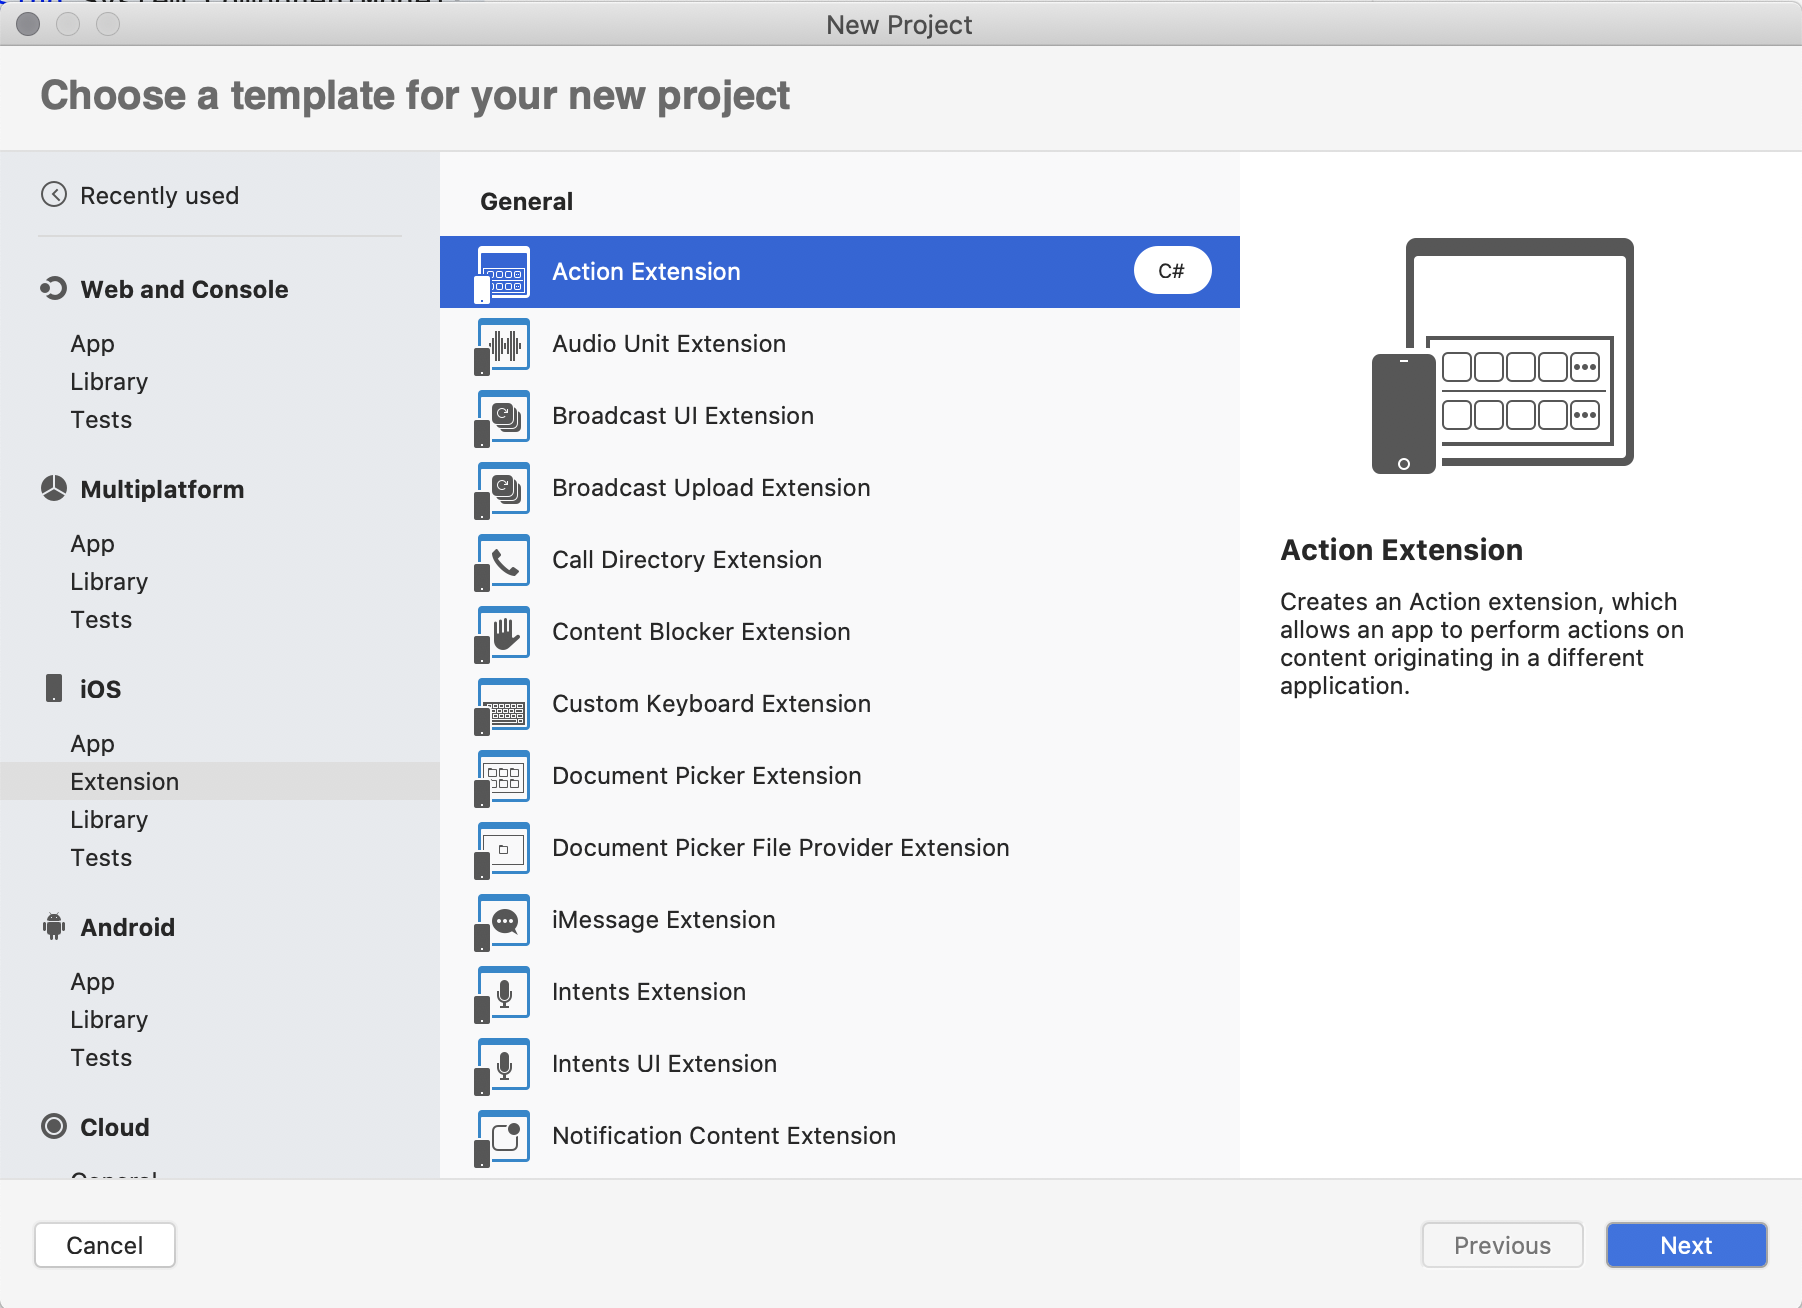 New Project
Choose a template for your new project
Recently used
Web and Console
App
Library
Tests
Multiplatform
App
Library
Tests
iOS
App
Extension
Library
Tests
Android
App
Library
Tests
Cloud
General
General
Action Extension
C#
Audio Unit Extension
Broadcast UI Extension
Broadcast Upload Extension
Call Directory Extension
Content Blocker Extension
Custom Keyboard Extension
Document Picker Extension
Document Picker File Provider Extension
iMessage Extension
Intents Extension
Intents UI Extension
Notification Content Extension
Action Extension
Creates an Action extension, which
allows an app to perform actions on
content originating in a different
application.
Cancel
Previous
Next